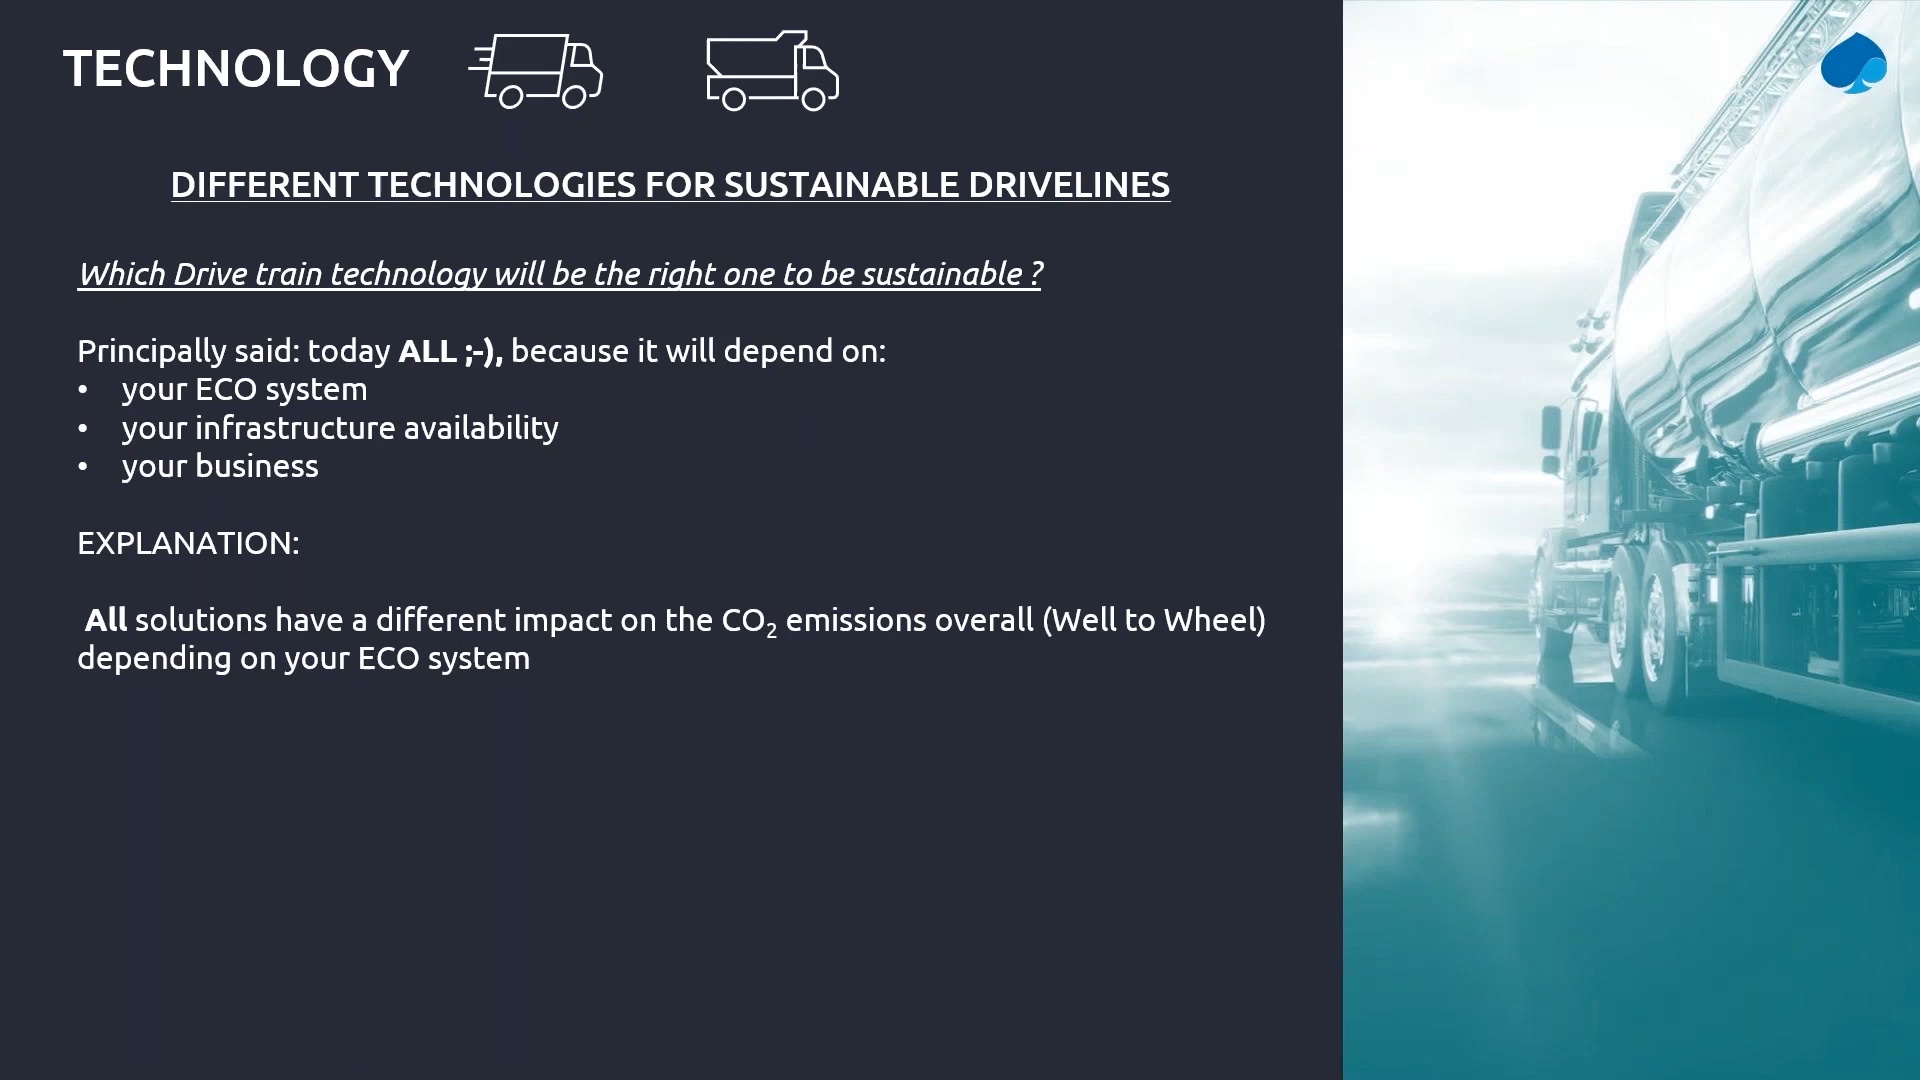 TECHNOLOGY
DIFFERENT TECHNOLOGIES FOR SUSTAINABLE DRIVELINES
Which Drive train technology will be the right one to be sustainable ?
Principally said: today ALL ;-), because it will depend on:
• your ECO system
• your infrastructure availability
• your business
EXPLANATION:
All solutions have a different impact on the CO₂ emissions overall (Well to Wheel)
depending on your ECO system